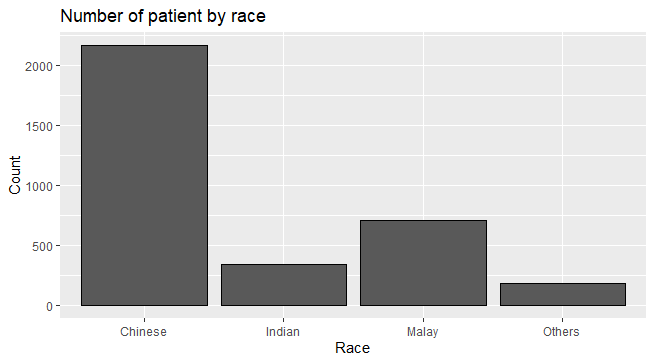 Number of patient by race
Count
2000
1500
1000
500
0
Chinese Indian Malay Others
Race